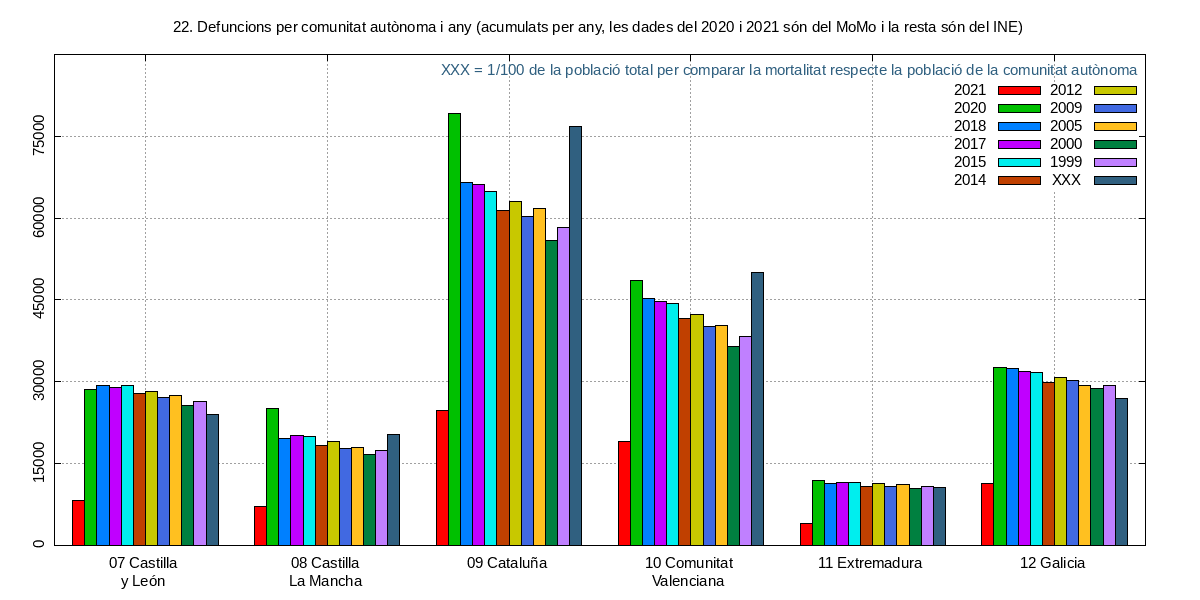 22. Defuncions per comunitat autònoma i any (acumulats per any, les dades del 2020 i 2021 són del MoMo i la resta són del INE)
XXX = 1/100 de la població total per comparar la mortalitat respecte la població de la comunitat autònoma
2021 2012
2020 2009
2018 2005
2017 2000
2015 1999
2014 XXX
75000
60000
45000
30000
15000
0
07 Castilla
y León
08 Castilla
La Mancha
09 Cataluña
10 Comunitat
Valenciana
11 Extremadura
12 Galicia